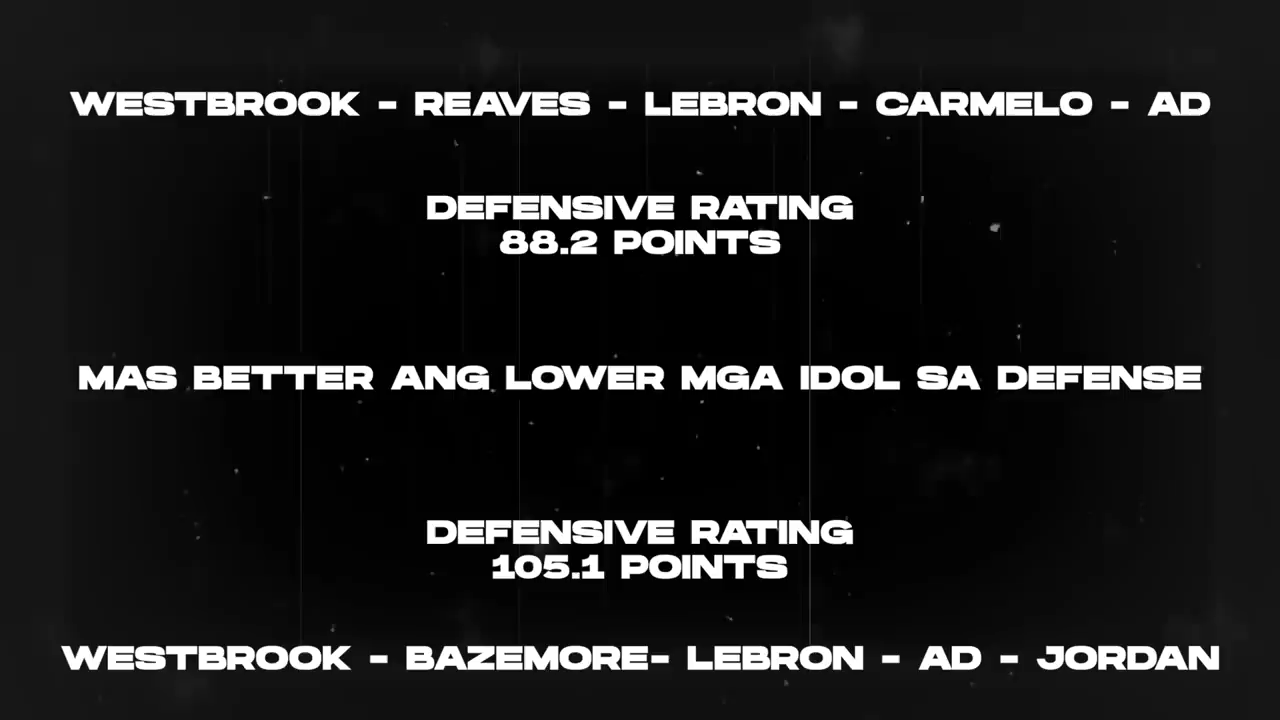 WESTBROOK - REAVES - LEBRON - CARMELO - AD
DEFENSIVE RATING
88.2 POINTS
MAS BETTER ANG LOWER MGA IDOL SA DEFENSE
DEFENSIVE RATING
105.1 POINTS
WESTBROOK - BAZEMORE- LEBRON - AD - JORDAN